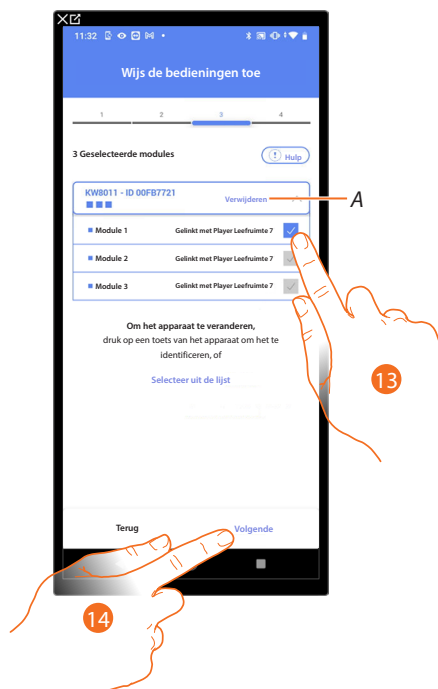 11:32
Wijs de bedieningen toe
1 2 3 4
3 Geselecteerde modules
Hulp
KW8011 - ID 00FB7721
Verwijderen
A
Module 1 Gelinkt met Player Leefruimte 7
Module 2 Gelinkt met Player Leefruimte 7
Module 3 Gelinkt met Player Leefruimte 7
Om het apparaat te veranderen,
druk op een toets van het apparaat om het te
identificeren, of
Selecteer uit de lijst
13
Terug Volgende
14